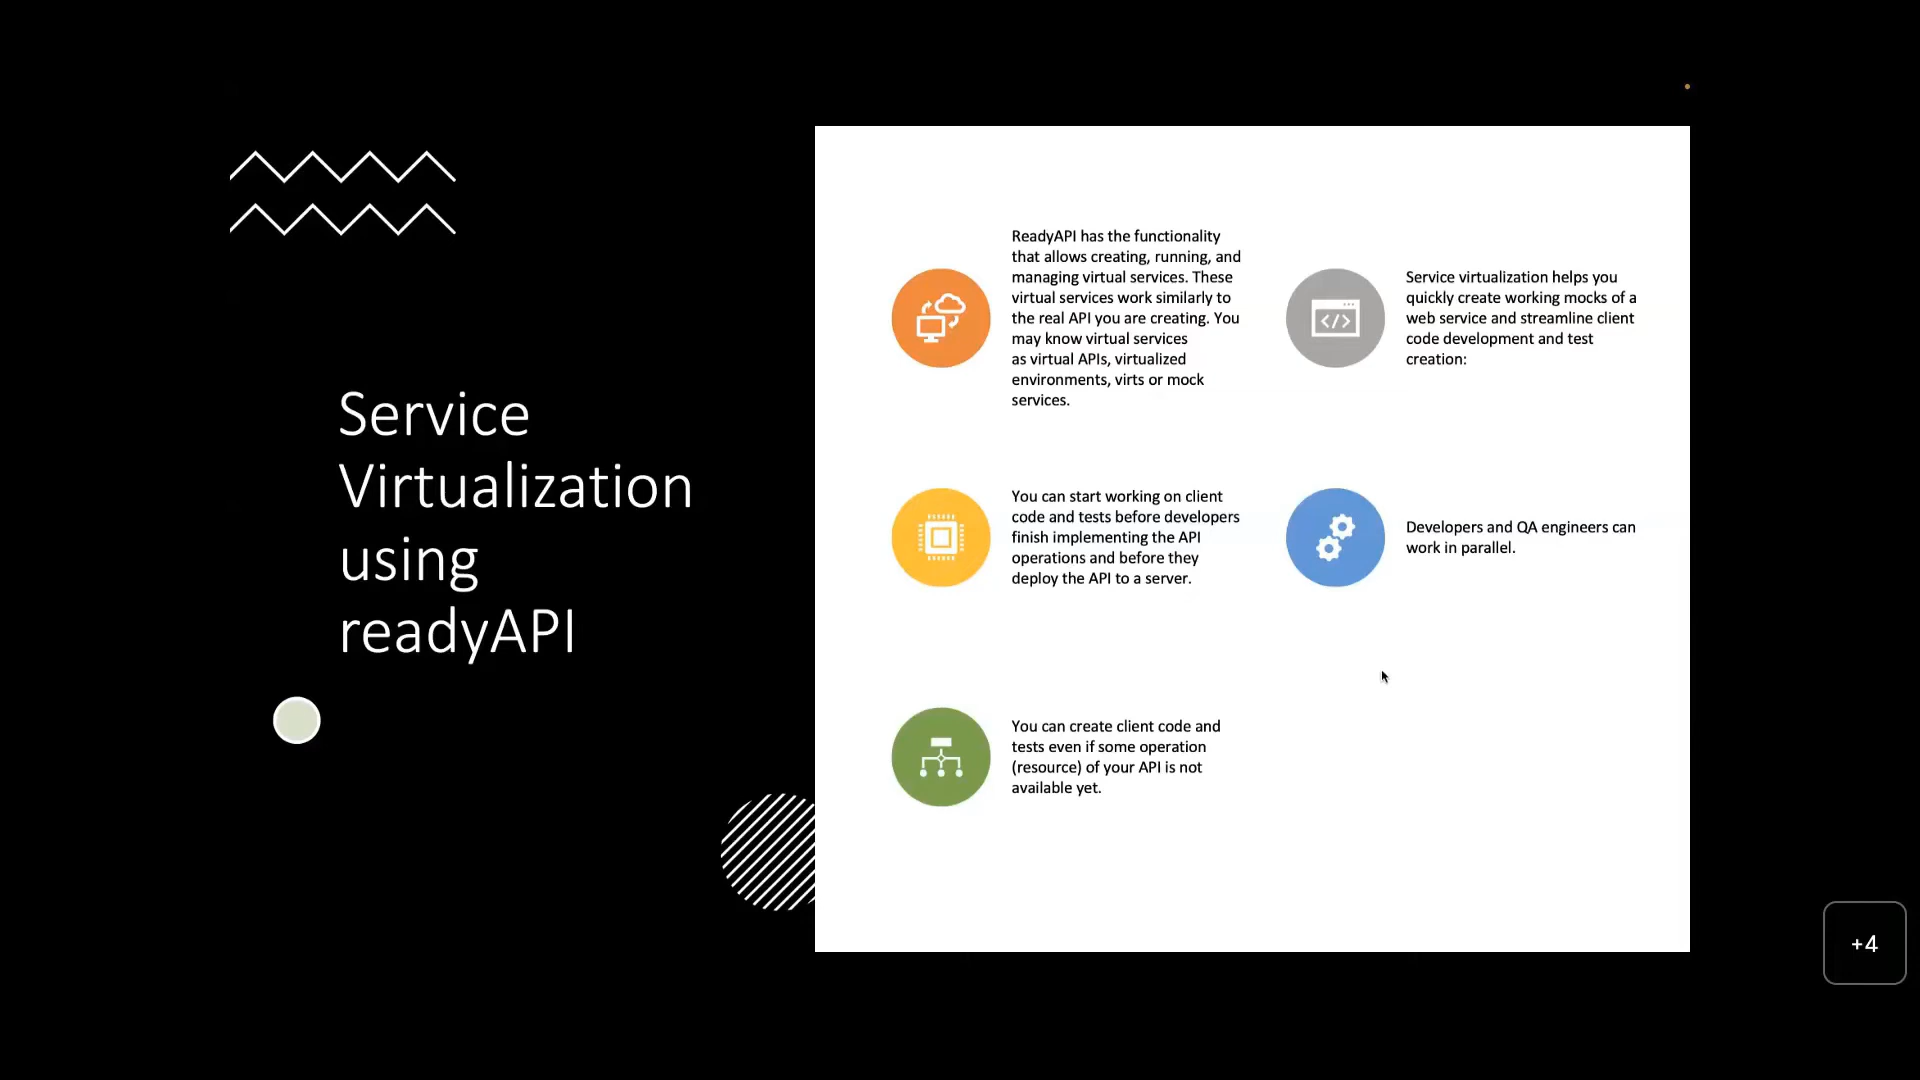 Service
Virtualization
using
readyAPI
ReadyAPI has the functionality
that allows creating, running, and
managing virtual services. These
virtual services work similarly to
the real API you are creating. You
may know virtual services
as virtual APIs, virtualized
environments, virts or mock
services.
Service virtualization helps you
quickly create working mocks of a
web service and streamline client
code development and test
creation:
You can start working on client
code and tests before developers
finish implementing the API
operations and before they
deploy the API to a server.
Developers and QA engineers can
work in parallel.
You can create client code and
tests even if some operation
(resource) of your API is not
available yet.
+4